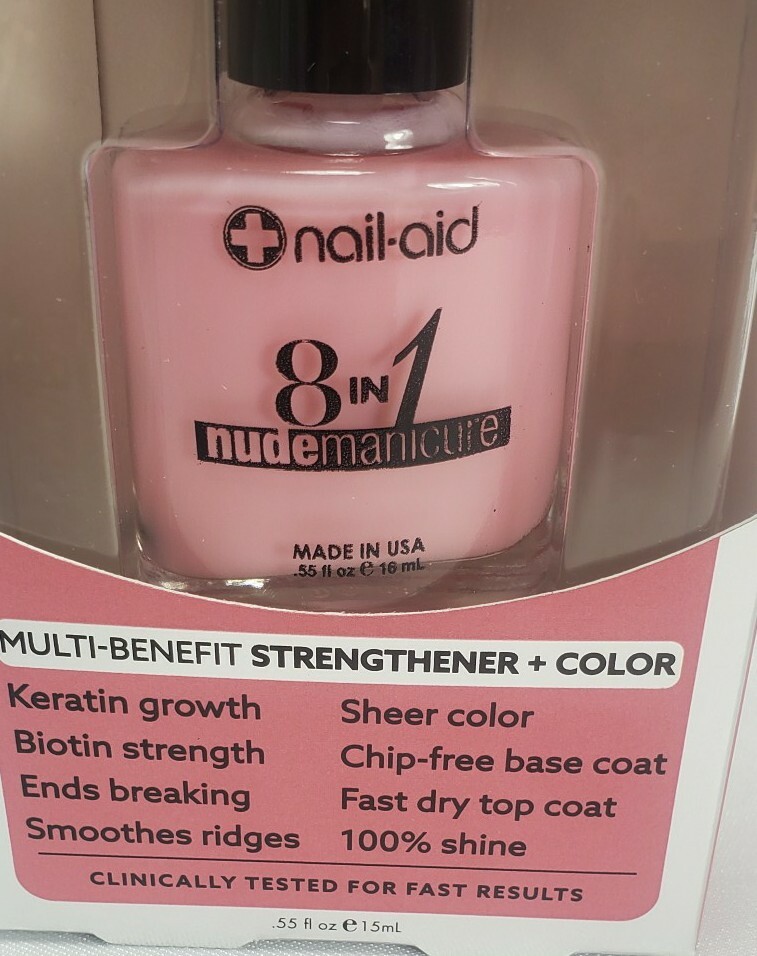 nail-aid
8 IN 1
nudemanicure
MADE IN USA
.55 fl oz ℮ 16 mL
MULTI-BENEFIT STRENGTHENER + COLOR
Keratin growth
Biotin strength
Ends breaking
Smoothes ridges
Sheer color
Chip-free base coat
Fast dry top coat
100% shine
CLINICALLY TESTED FOR FAST RESULTS
.55 fl oz ℮ 15mL